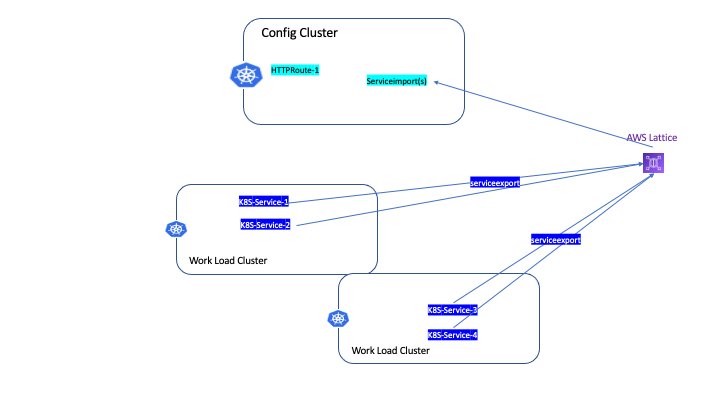 Config Cluster
HTTPRoute-1
Serviceimport(s)
AWS Lattice
serviceexport
K8S-Service-1
K8S-Service-2
serviceexport
Work Load Cluster
K8S-Service-3
K8S-Service-4
Work Load Cluster